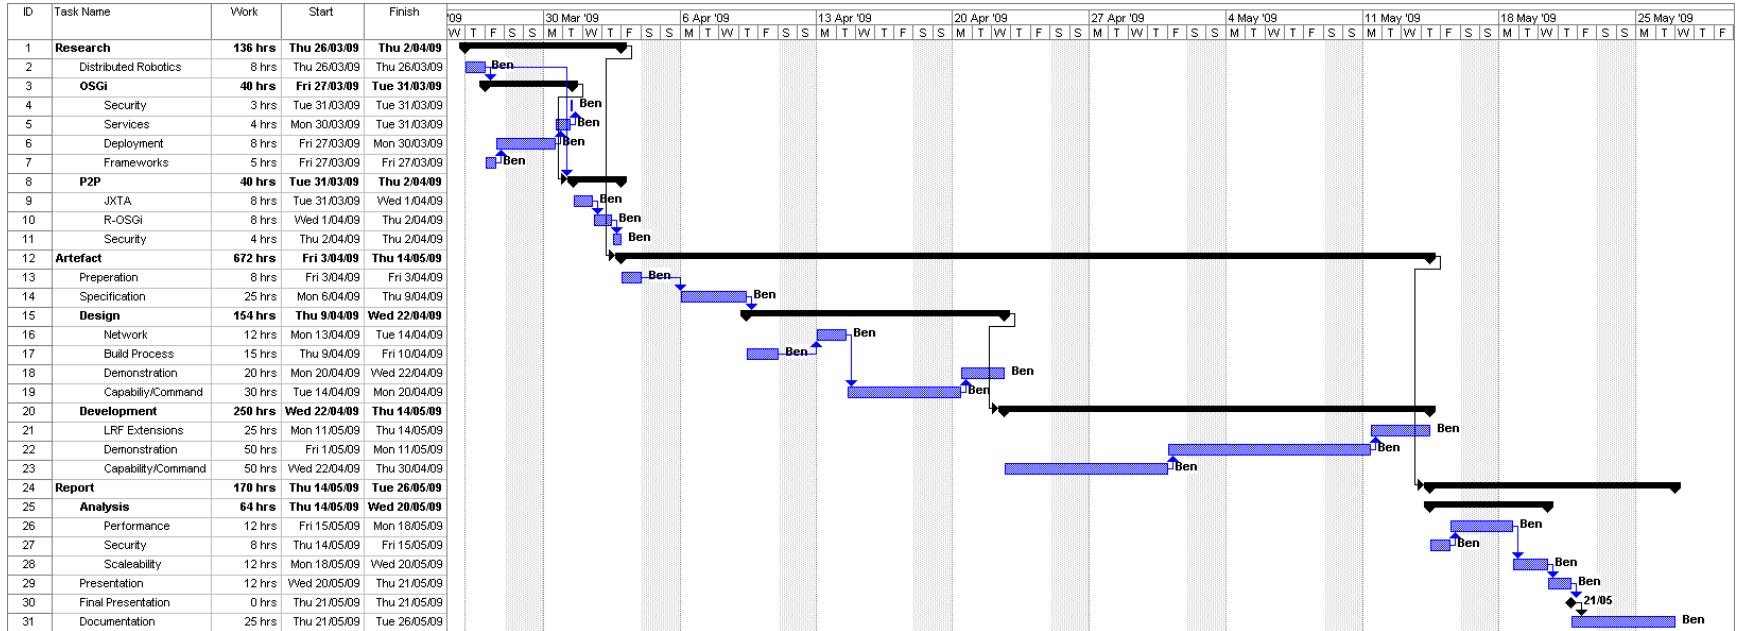 ID Task Name Work Start Finish '09 30 Mar '09 6 Apr '09 13 Apr '09 20 Apr '09 27 Apr '09 4 May '09 11 May '09 18 May '09 25 May '09
W T F S S M T W T F S S M T W T F S S M T W T F S S M T W T F S S M T W T F S S M T W T F S S M T W T F S S M T W T F S S M T W T F
1 Research 136 hrs Thu 26/03/09 Thu 2/04/09
2 Distributed Robotics 8 hrs Thu 26/03/09 Thu 26/03/09 Ben
3 OSGi 40 hrs Fri 27/03/09 Tue 31/03/09
4 Security 3 hrs Tue 31/03/09 Tue 31/03/09 Ben
5 Services 4 hrs Mon 30/03/09 Tue 31/03/09 Ben
6 Deployment 8 hrs Fri 27/03/09 Mon 30/03/09 Ben
7 Frameworks 5 hrs Fri 27/03/09 Fri 27/03/09 Ben
8 P2P 40 hrs Tue 31/03/09 Thu 2/04/09
9 JXTA 8 hrs Tue 31/03/09 Wed 1/04/09 Ben
10 R-OSGi 8 hrs Wed 1/04/09 Thu 2/04/09 Ben
11 Security 4 hrs Thu 2/04/09 Thu 2/04/09 Ben
12 Artefact 672 hrs Fri 3/04/09 Thu 14/05/09
13 Preperation 8 hrs Fri 3/04/09 Fri 3/04/09 Ben
14 Specification 25 hrs Mon 6/04/09 Thu 9/04/09 Ben
15 Design 154 hrs Thu 9/04/09 Wed 22/04/09
16 Network 12 hrs Mon 13/04/09 Tue 14/04/09 Ben
17 Build Process 15 hrs Thu 9/04/09 Fri 10/04/09 Ben
18 Demonstration 20 hrs Mon 20/04/09 Wed 22/04/09 Ben
19 Capabiliy/Command 30 hrs Tue 14/04/09 Mon 20/04/09 Ben
20 Development 250 hrs Wed 22/04/09 Thu 14/05/09
21 LRF Extensions 25 hrs Mon 11/05/09 Thu 14/05/09 Ben
22 Demonstration 50 hrs Fri 1/05/09 Mon 11/05/09 Ben
23 Capability/Command 50 hrs Wed 22/04/09 Thu 30/04/09 Ben
24 Report 170 hrs Thu 14/05/09 Tue 26/05/09
25 Analysis 64 hrs Thu 14/05/09 Wed 20/05/09
26 Performance 12 hrs Fri 15/05/09 Mon 18/05/09 Ben
27 Security 8 hrs Thu 14/05/09 Fri 15/05/09 Ben
28 Scaleability 12 hrs Mon 18/05/09 Wed 20/05/09 Ben
29 Presentation 12 hrs Wed 20/05/09 Thu 21/05/09 Ben
30 Final Presentation 0 hrs Thu 21/05/09 Thu 21/05/09 21/05
31 Documentation 25 hrs Thu 21/05/09 Tue 26/05/09 Ben